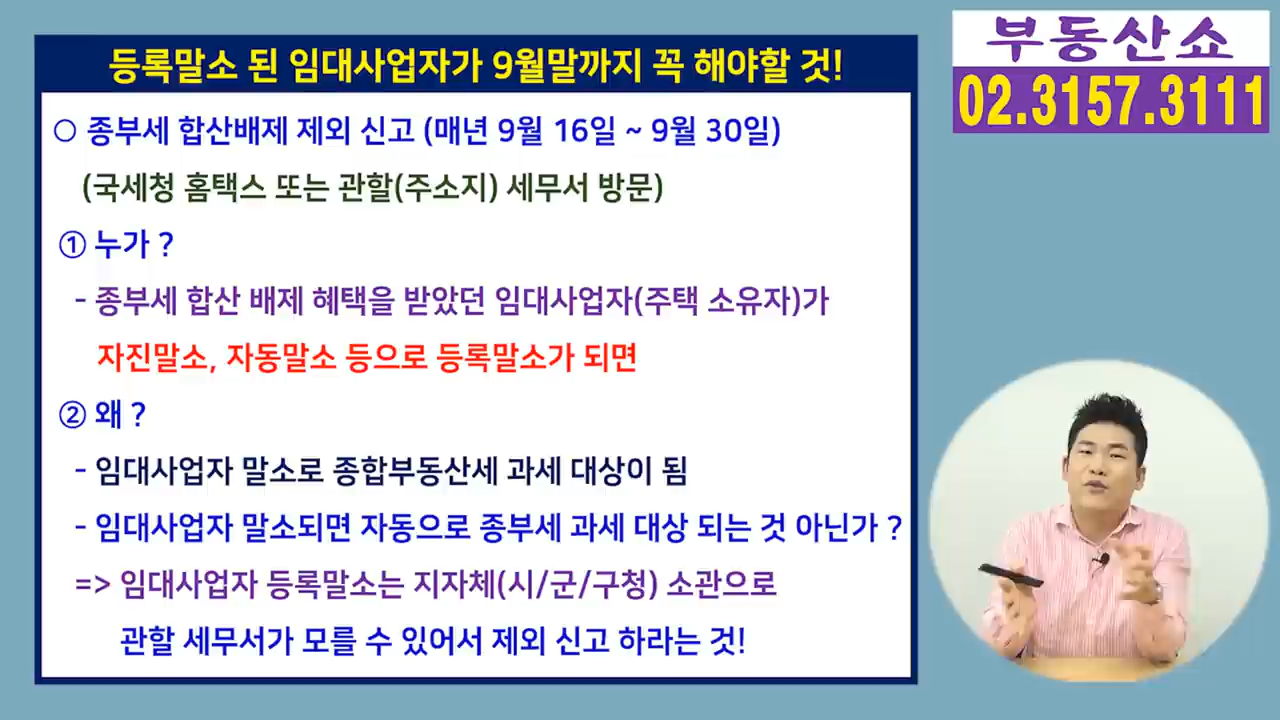 등록말소 된 임대사업자가 9월말까지 꼭 해야할 것!
○ 종부세 합산배제 제외 신고 (매년 9월 16일 ~ 9월 30일)
(국세청 홈택스 또는 관할(주소지) 세무서 방문)
① 누가 ?
- 종부세 합산 배제 혜택을 받았던 임대사업자(주택 소유자)가
자진말소, 자동말소 등으로 등록말소가 되면
② 왜 ?
- 임대사업자 말소로 종합부동산세 과세 대상이 됨
- 임대사업자 말소되면 자동으로 종부세 과세 대상 되는 것 아닌가 ?
=> 임대사업자 등록말소는 지자체(시/군/구청) 소관으로
관할 세무서가 모를 수 있어서 제외 신고 하라는 것!
부동산쇼
02.3157.3111